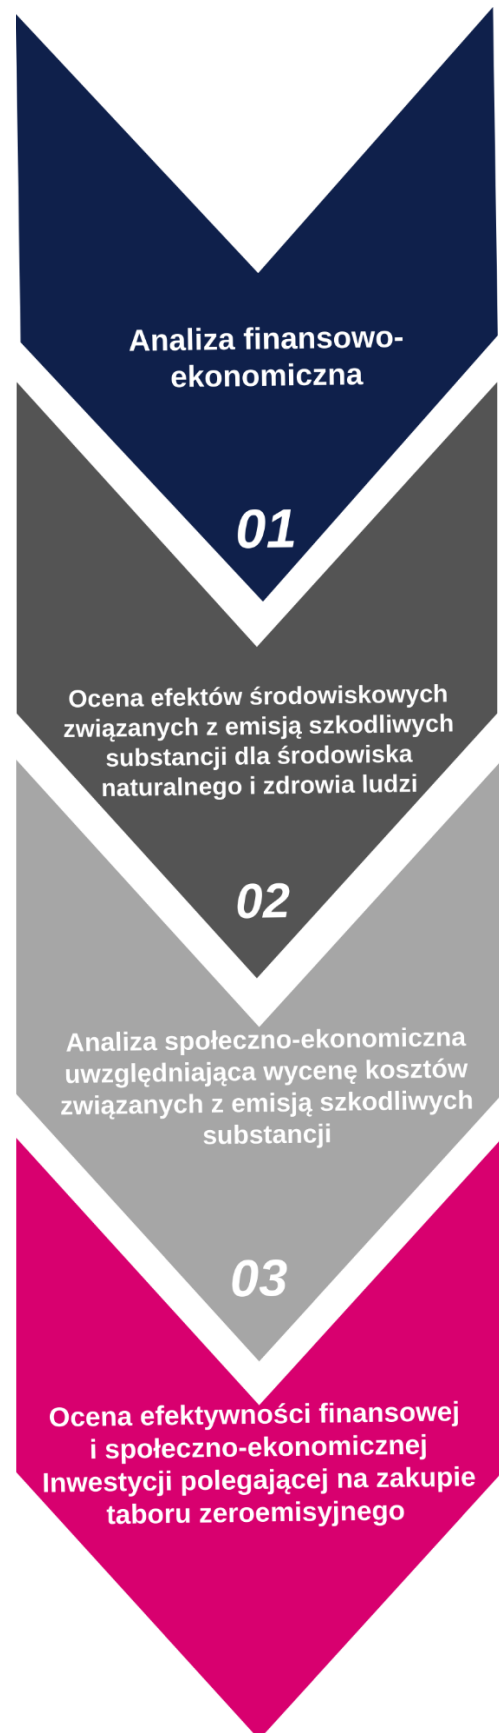 Analiza finansowo-
ekonomiczna
01
Ocena efektów środowiskowych
związanych z emisją szkodliwych
substancji dla środowiska
naturalnego i zdrowia ludzi
02
Analiza społeczno-ekonomiczna
uwzględniająca wycenę kosztów
związanych z emisją szkodliwych
substancji
03
Ocena efektywności finansowej
i społeczno-ekonomicznej
Inwestycji polegającej na zakupie
taboru zeroemisyjnego